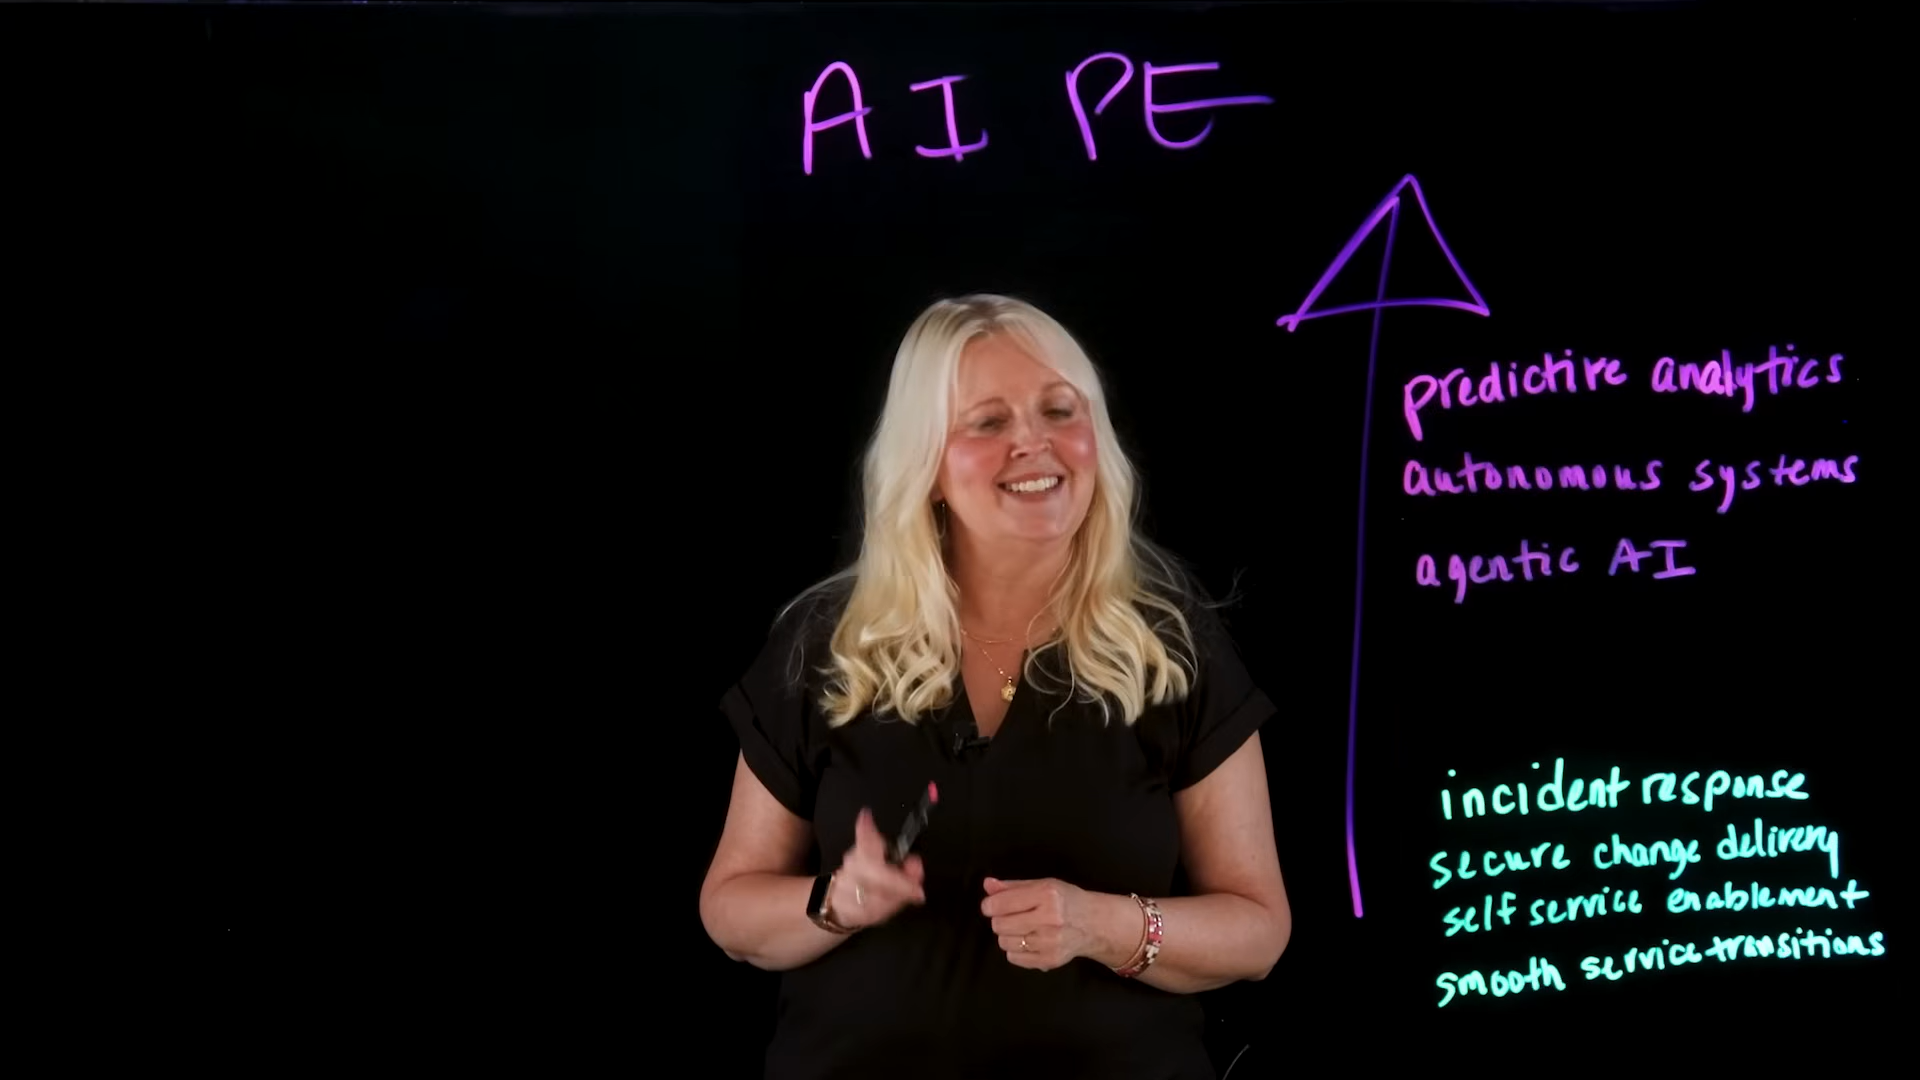 AI PE
predictive analytics
autonomous systems
agentic AI
incident response
secure change delivery
self service enablement
smooth service transitions